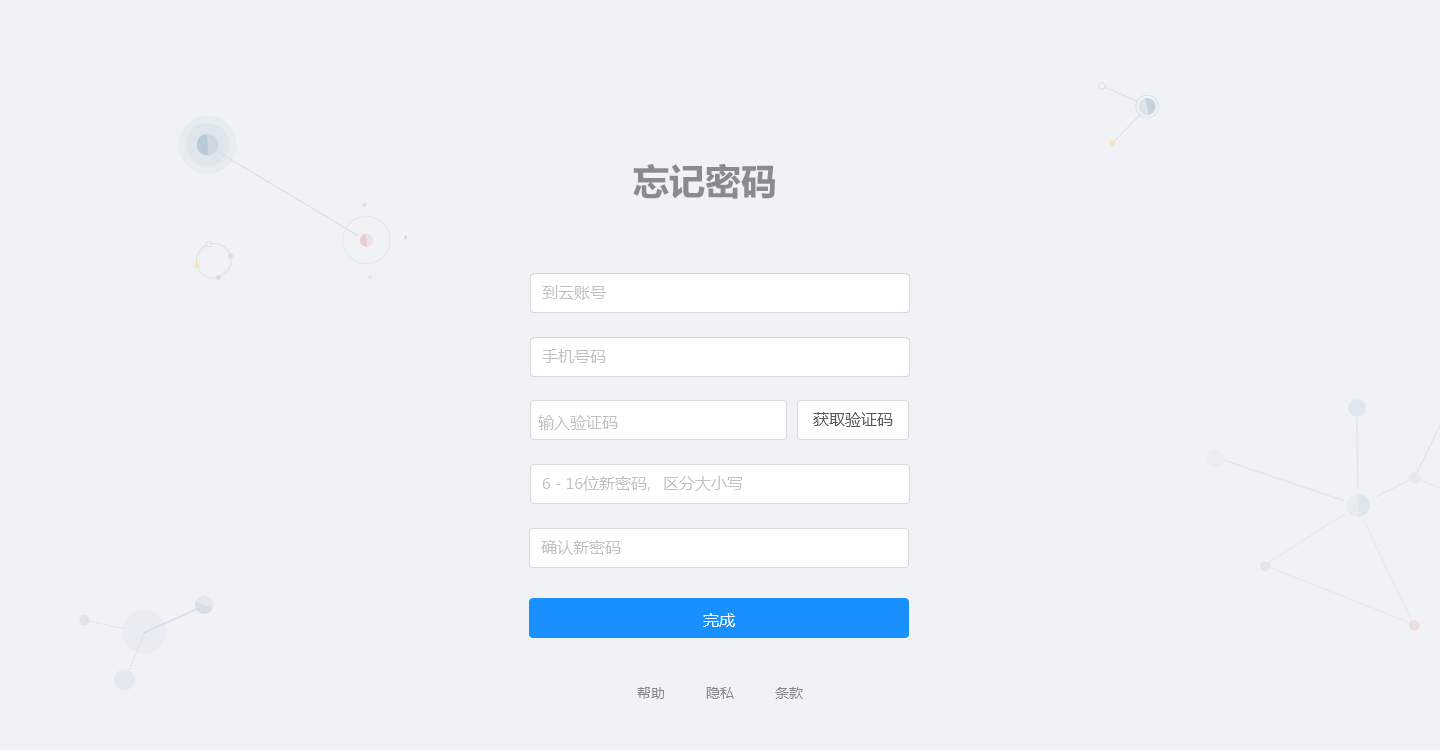 忘记密码
到云账号
手机号码
输入验证码
获取验证码
6 - 16位新密码，区分大小写
确认新密码
完成
帮助 隐私 条款